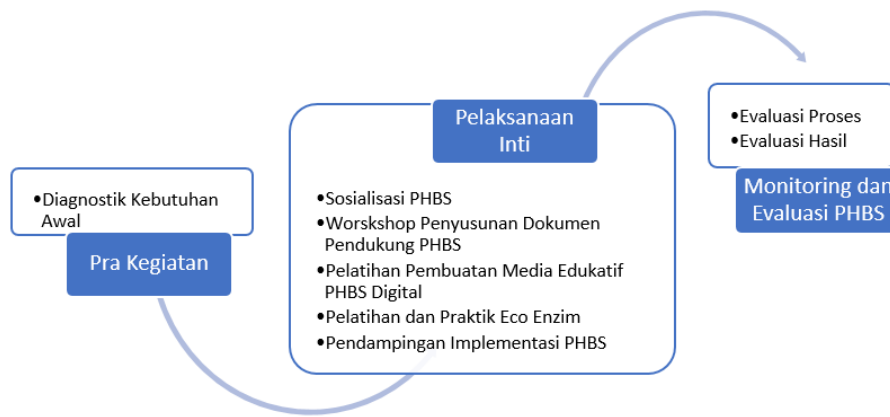 •Diagnostik Kebutuhan
Awal
Pra Kegiatan
Pelaksanaan
Inti
•Sosialisasi PHBS
•Worskshop Penyusunan Dokumen
Pendukung PHBS
•Pelatihan Pembuatan Media Edukatif
PHBS Digital
•Pelatihan dan Praktik Eco Enzim
•Pendampingan Implementasi PHBS
•Evaluasi Proses
•Evaluasi Hasil
Monitoring dan
Evaluasi PHBS